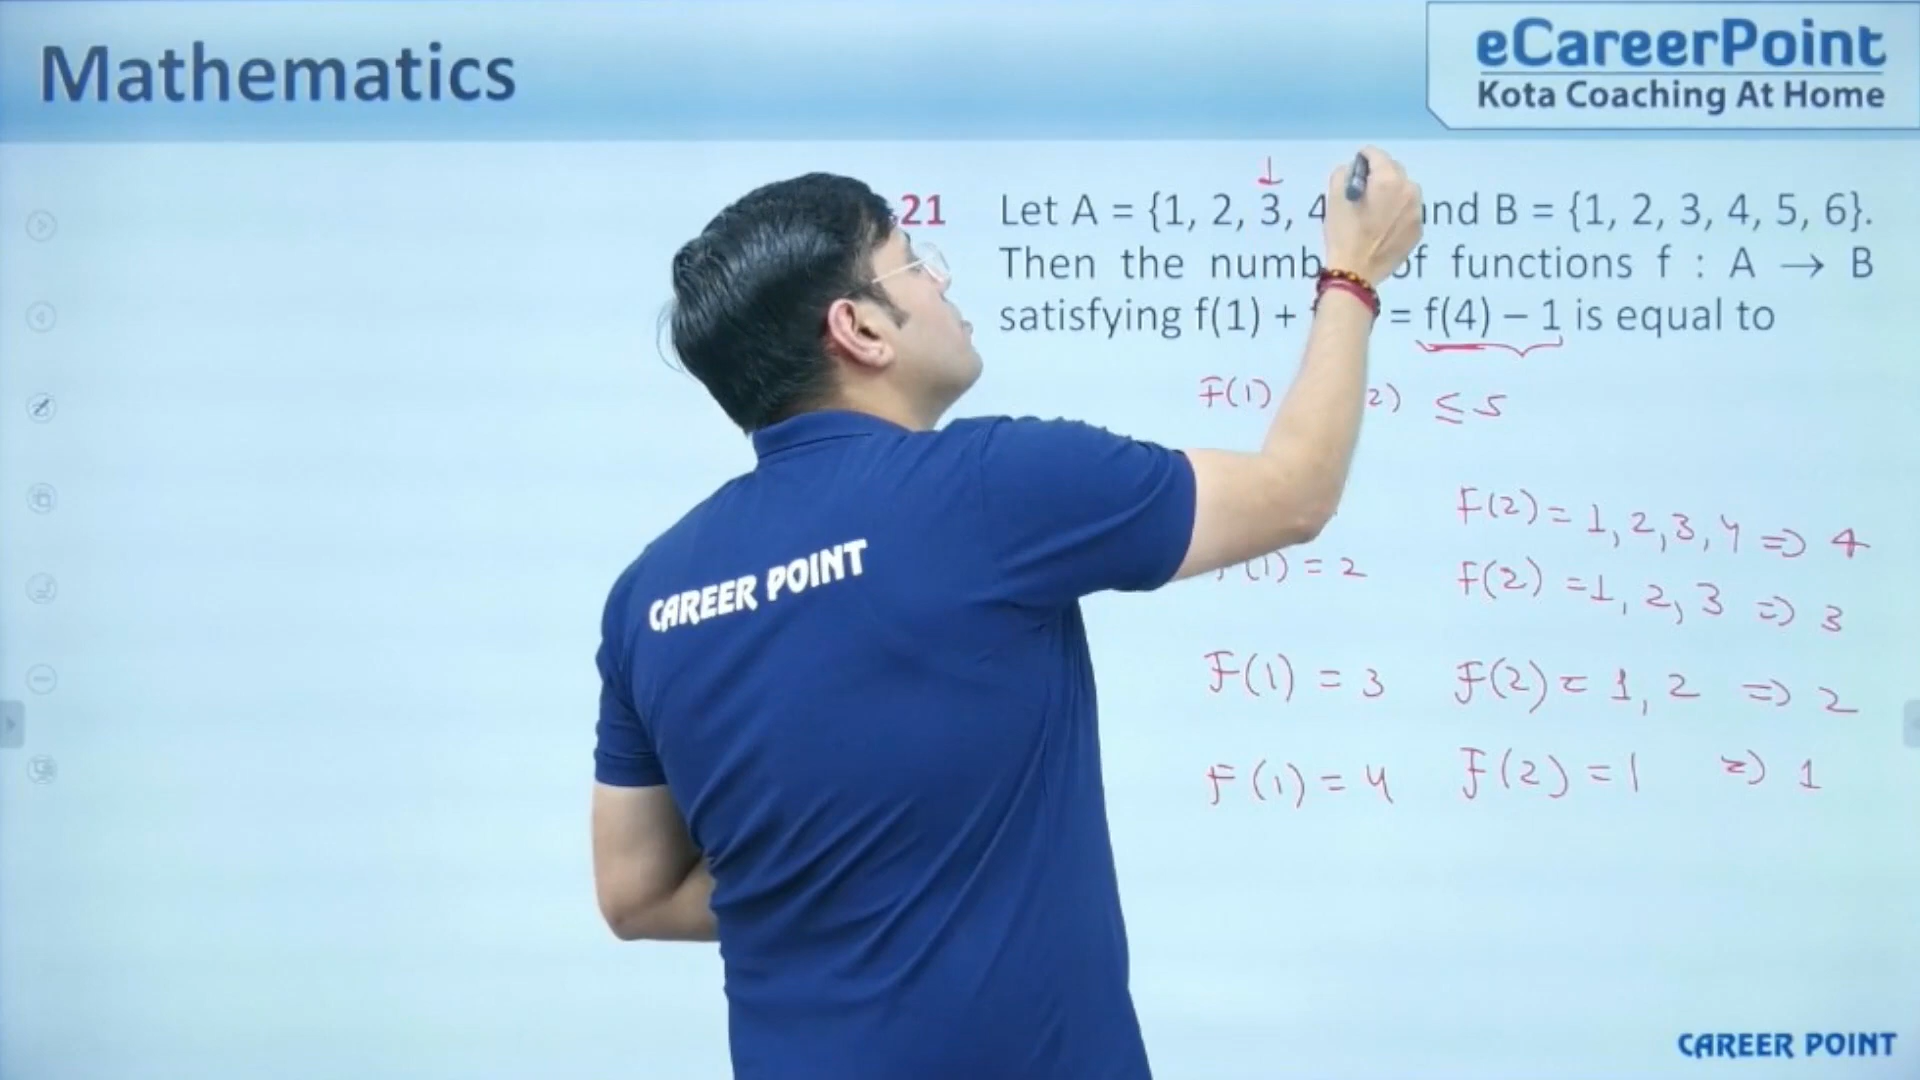 Mathematics
eCareerPoint
Kota Coaching At Home
21 Let A = {1, 2, 3, 4 and B = {1, 2, 3, 4, 5, 6}.
Then the numb of functions f : A → B
satisfying f(1) + = f(4) – 1 is equal to
F(1) 2) ≤ 5
F(2) = 1, 2, 3, 4 => 4
(1) = 2 F(2) = 1, 2, 3 => 3
F(1) = 3 F(2) = 1, 2 => 2
F(1) = 4 F(2) = 1 => 1
CAREER POINT
CAREER POINT